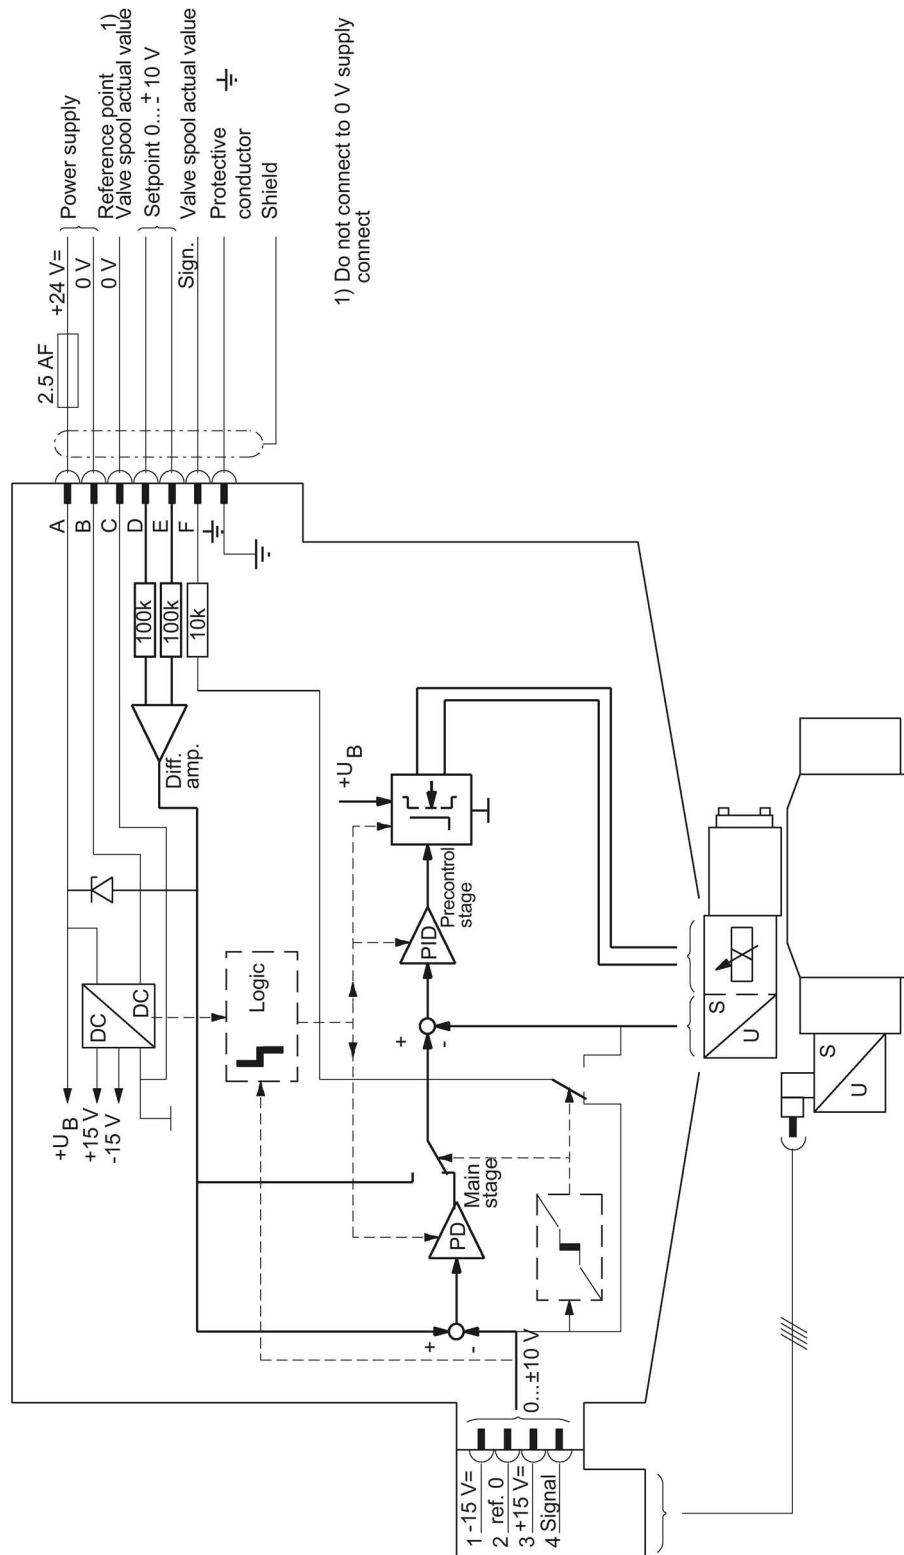 +24 V=
Power supply
0 V
2.5 AF
Reference point 1)
0 V
Valve spool actual value
Setpoint 0...± 10 V
Sign.
Valve spool actual value
Protective
conductor
Shield
1) Do not connect to 0 V supply
connect
A
B
C
D
E
F
100k
100k
10k
Diff.
amp.
DC
DC
+UB
+15 V
-15 V
Logic
+UB
Precontrol
stage
PID
+
-
Main
stage
PD
+
-
0...±10 V
1 -15 V=
2 ref. 0
3 +15 V=
4 Signal
S
U
S
U